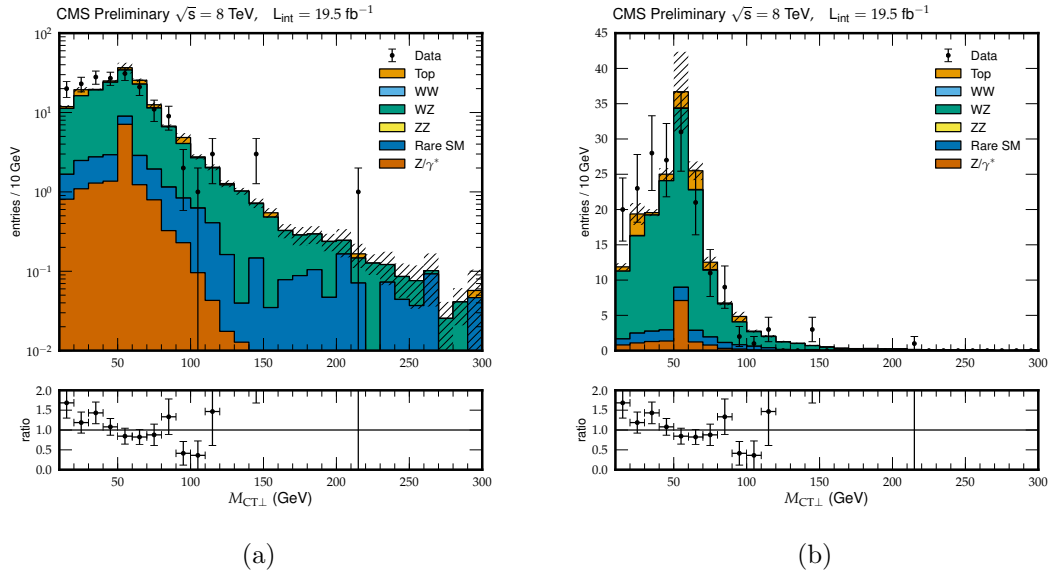 CMS Preliminary √s = 8 TeV, L_int = 19.5 fb⁻¹
10²
10¹
10⁰
10⁻¹
10⁻²
entries / 10 GeV
Data
Top
WW
WZ
ZZ
Rare SM
Z/γ*
50 100 150 200 250 300
2.0
1.5
1.0
0.5
0.0
ratio
50 100 150 200 250 300
M_CT⊥ (GeV)
(a)
CMS Preliminary √s = 8 TeV, L_int = 19.5 fb⁻¹
45
40
35
30
25
20
15
10
5
0
entries / 10 GeV
Data
Top
WW
WZ
ZZ
Rare SM
Z/γ*
50 100 150 200 250 300
2.0
1.5
1.0
0.5
0.0
ratio
50 100 150 200 250 300
M_CT⊥ (GeV)
(b)